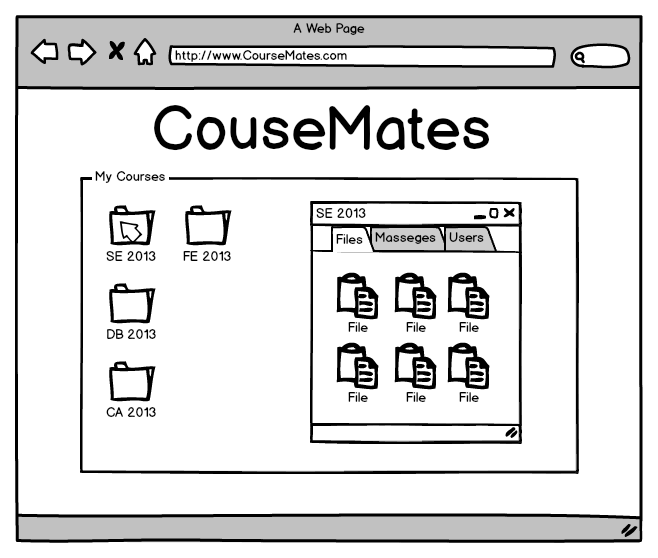 A Web Page
http://www.CourseMates.com
CouseMates
My Courses
SE 2013
FE 2013
DB 2013
CA 2013
SE 2013
Files Masseges Users
File File File
File File File